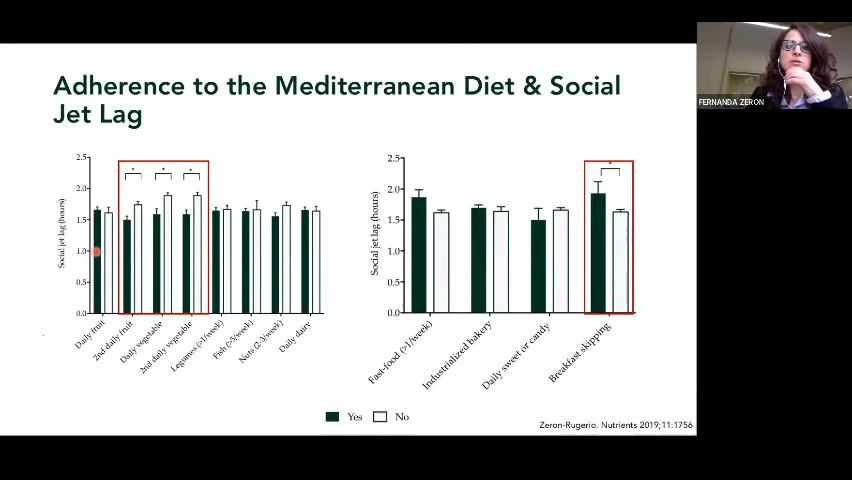 Adherence to the Mediterranean Diet & Social
Jet Lag
FERNANDA ZERON
Social jet lag (hours)
2.5
2.0
1.5
1.0
0.5
0.0
*
*
*
Daily fruit
2nd daily fruit
Daily vegetable
2nd daily vegetable
Legumes (>1/week)
Fish (>5/week)
Nuts (2-3/week)
Daily dairy
Social jet lag (hours)
2.5
2.0
1.5
1.0
0.5
0.0
*
Fast-food (>1/week)
Industrialized bakery
Daily sweet or candy
Breakfast skipping
Yes
No
Zeron-Rugerio. Nutrients 2019;11:1756